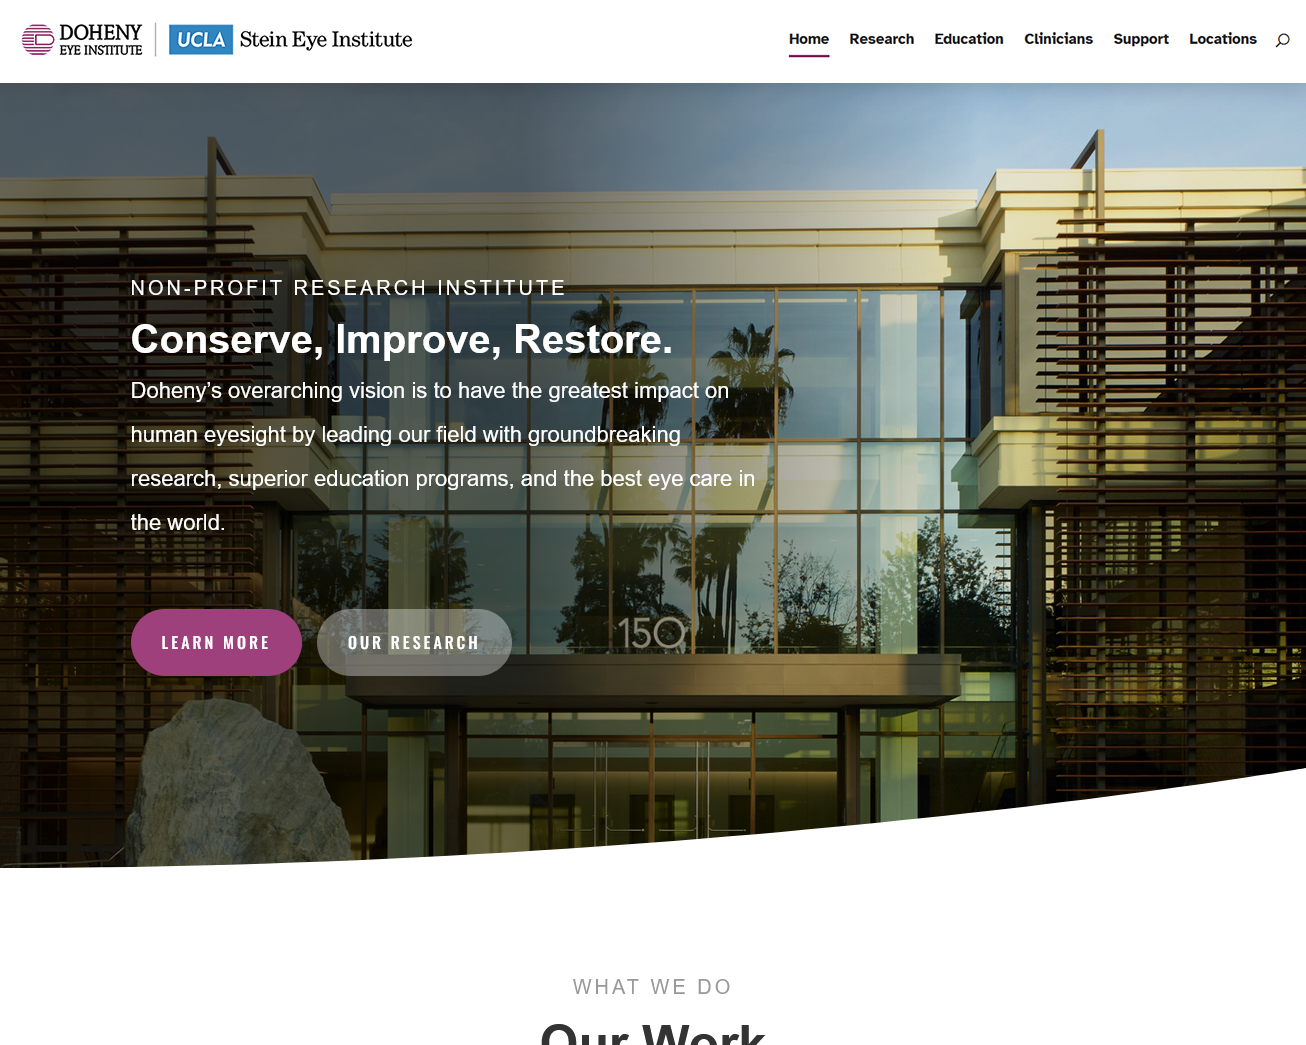 DOHENY
EYE INSTITUTE
UCLA Stein Eye Institute
Home Research Education Clinicians Support Locations
NON-PROFIT RESEARCH INSTITUTE
Conserve, Improve, Restore.
Doheny’s overarching vision is to have the greatest impact on
human eyesight by leading our field with groundbreaking
research, superior education programs, and the best eye care in
the world.
150
LEARN MORE OUR RESEARCH
WHAT WE DO
Our Work